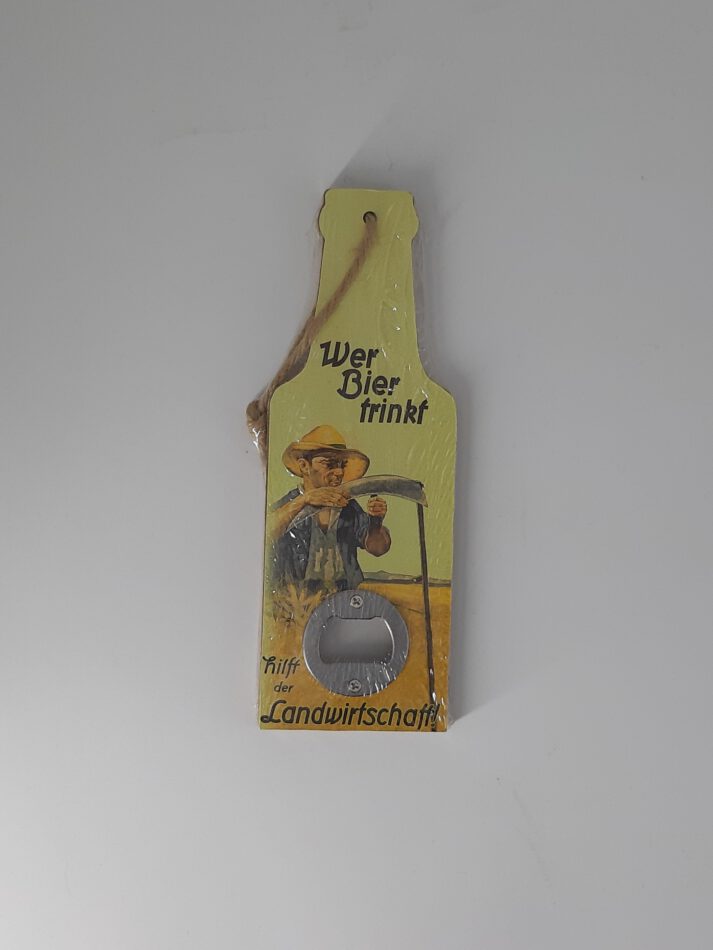 Wer
Bier
trinkt
hilft
der
Landwirtschaft!